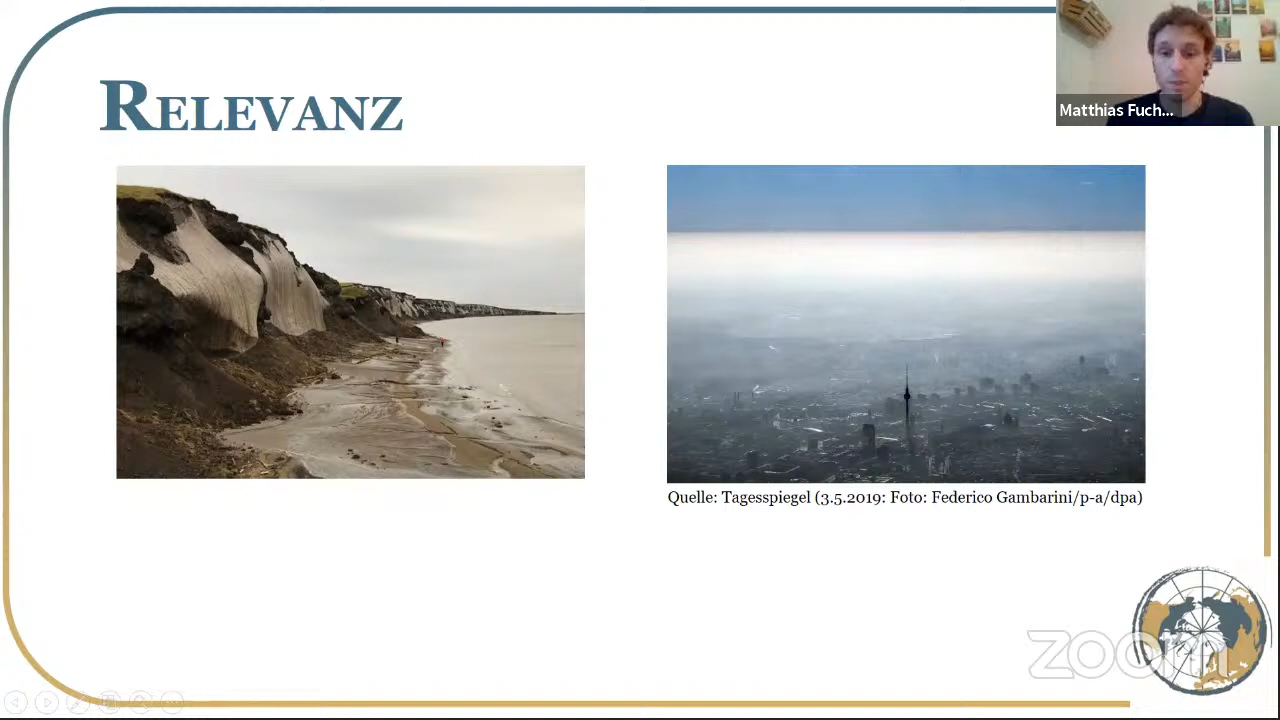 RELEVANZ
Matthias Fuch...
Quelle: Tagesspiegel (3.5.2019: Foto: Federico Gambarini/p-a/dpa)
zoom